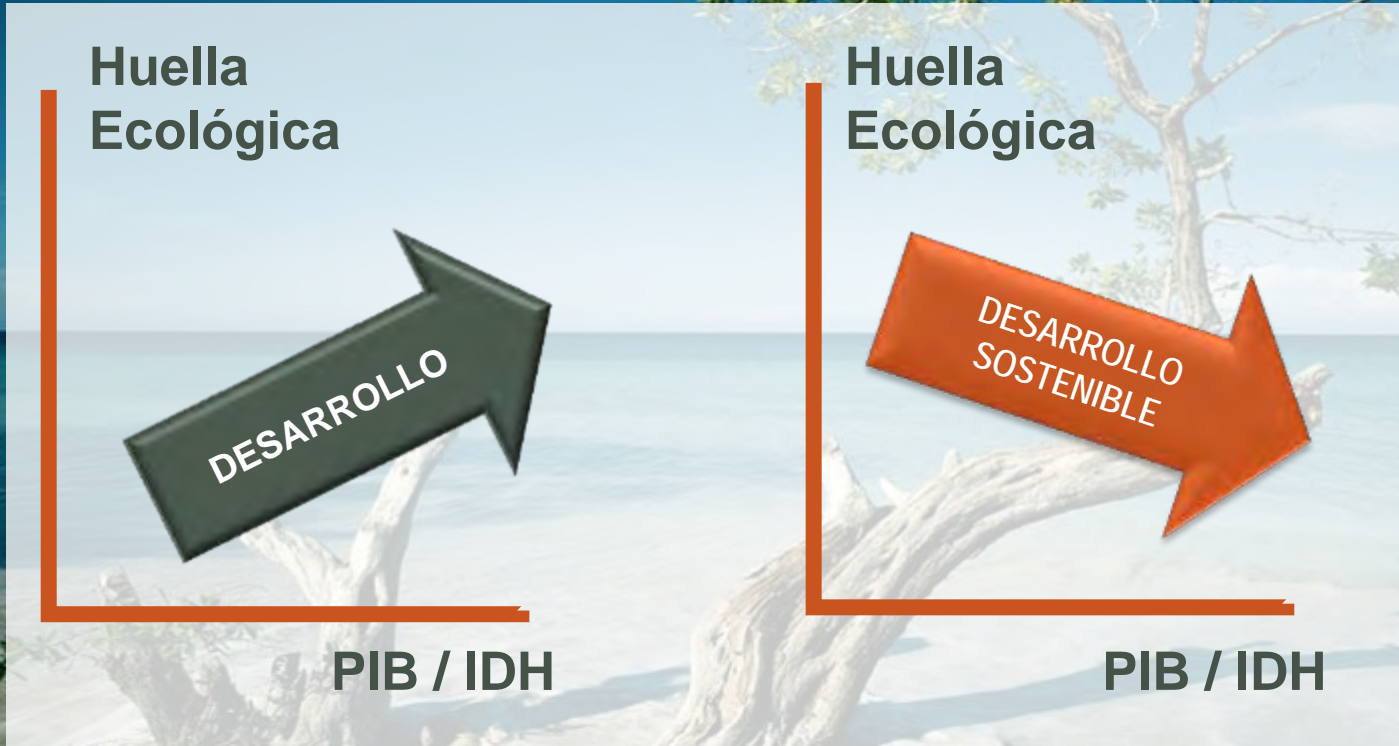 Huella
Ecológica
DESARROLLO
PIB / IDH
Huella
Ecológica
DESARROLLO
SOSTENIBLE
PIB / IDH